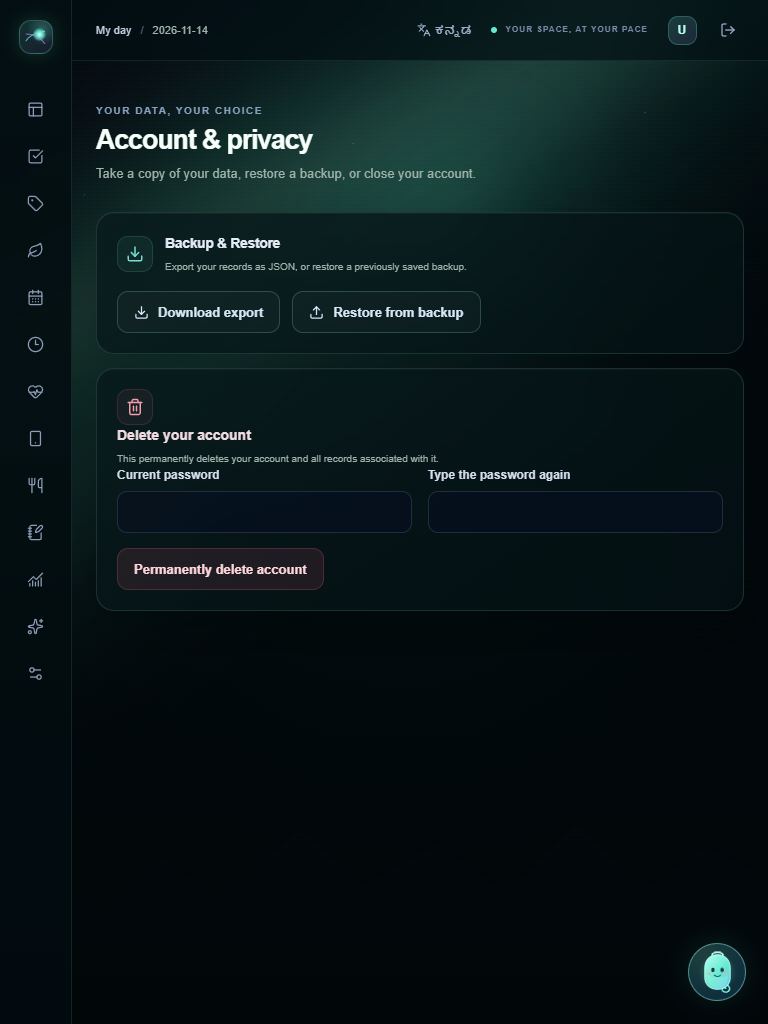 My day / 2026-11-14
ಕನ್ನಡ
YOUR SPACE, AT YOUR PACE
U
YOUR DATA, YOUR CHOICE
Account & privacy
Take a copy of your data, restore a backup, or close your account.
Backup & Restore
Export your records as JSON, or restore a previously saved backup.
Download export
Restore from backup
Delete your account
This permanently deletes your account and all records associated with it.
Current password
Type the password again
Permanently delete account